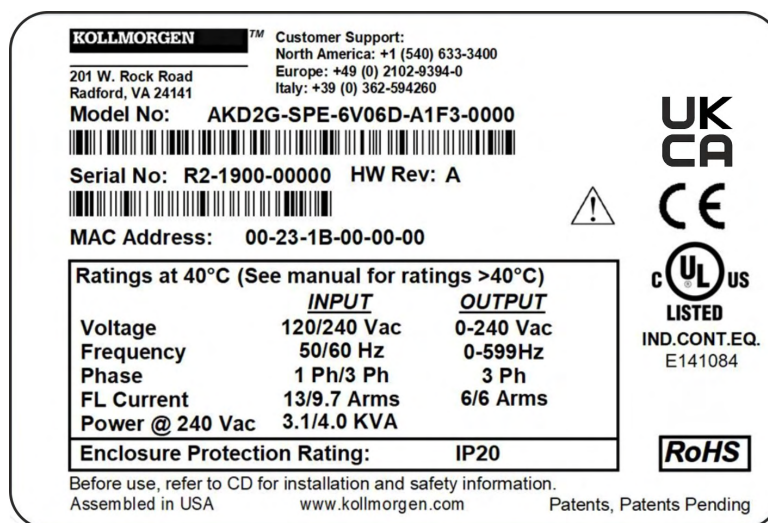 KOLLMORGEN TM
201 W. Rock Road
Radford, VA 24141
Customer Support:
North America: +1 (540) 633-3400
Europe: +49 (0) 2102-9394-0
Italy: +39 (0) 362-594260
Model No: AKD2G-SPE-6V06D-A1F3-0000
Serial No: R2-1900-00000 HW Rev: A
MAC Address: 00-23-1B-00-00-00
UK
CA
CE
C UL US
®
LISTED
IND.CONT.EQ.
E141084
Ratings at 40°C (See manual for ratings >40°C)
INPUT OUTPUT
Voltage 120/240 Vac 0-240 Vac
Frequency 50/60 Hz 0-599Hz
Phase 1 Ph/3 Ph 3 Ph
FL Current 13/9.7 Arms 6/6 Arms
Power @ 240 Vac 3.1/4.0 KVA
Enclosure Protection Rating: IP20
RoHS
Before use, refer to CD for installation and safety information.
Assembled in USA www.kollmorgen.com Patents, Patents Pending